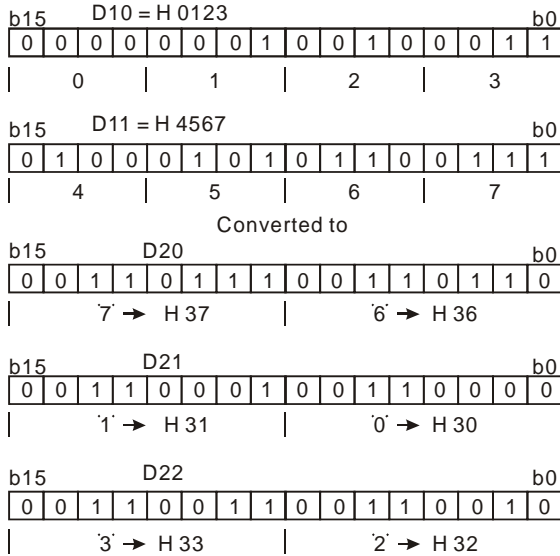 D10 = H 0123
b15 b0
0 0 0 0 0 0 0 1 0 0 1 0 0 0 1 1
0 1 2 3
D11 = H 4567
b15 b0
0 1 0 0 0 1 0 1 0 1 1 0 0 1 1 1
4 5 6 7
Converted to
b15 D20 b0
0 0 1 1 0 1 1 1 0 0 1 1 0 1 1 0
'7' → H 37 '6' → H 36
b15 D21 b0
0 0 1 1 0 0 0 1 0 0 1 1 0 0 0 0
'1' → H 31 '0' → H 30
b15 D22 b0
0 0 1 1 0 0 1 1 0 0 1 1 0 0 1 0
'3' → H 33 '2' → H 32